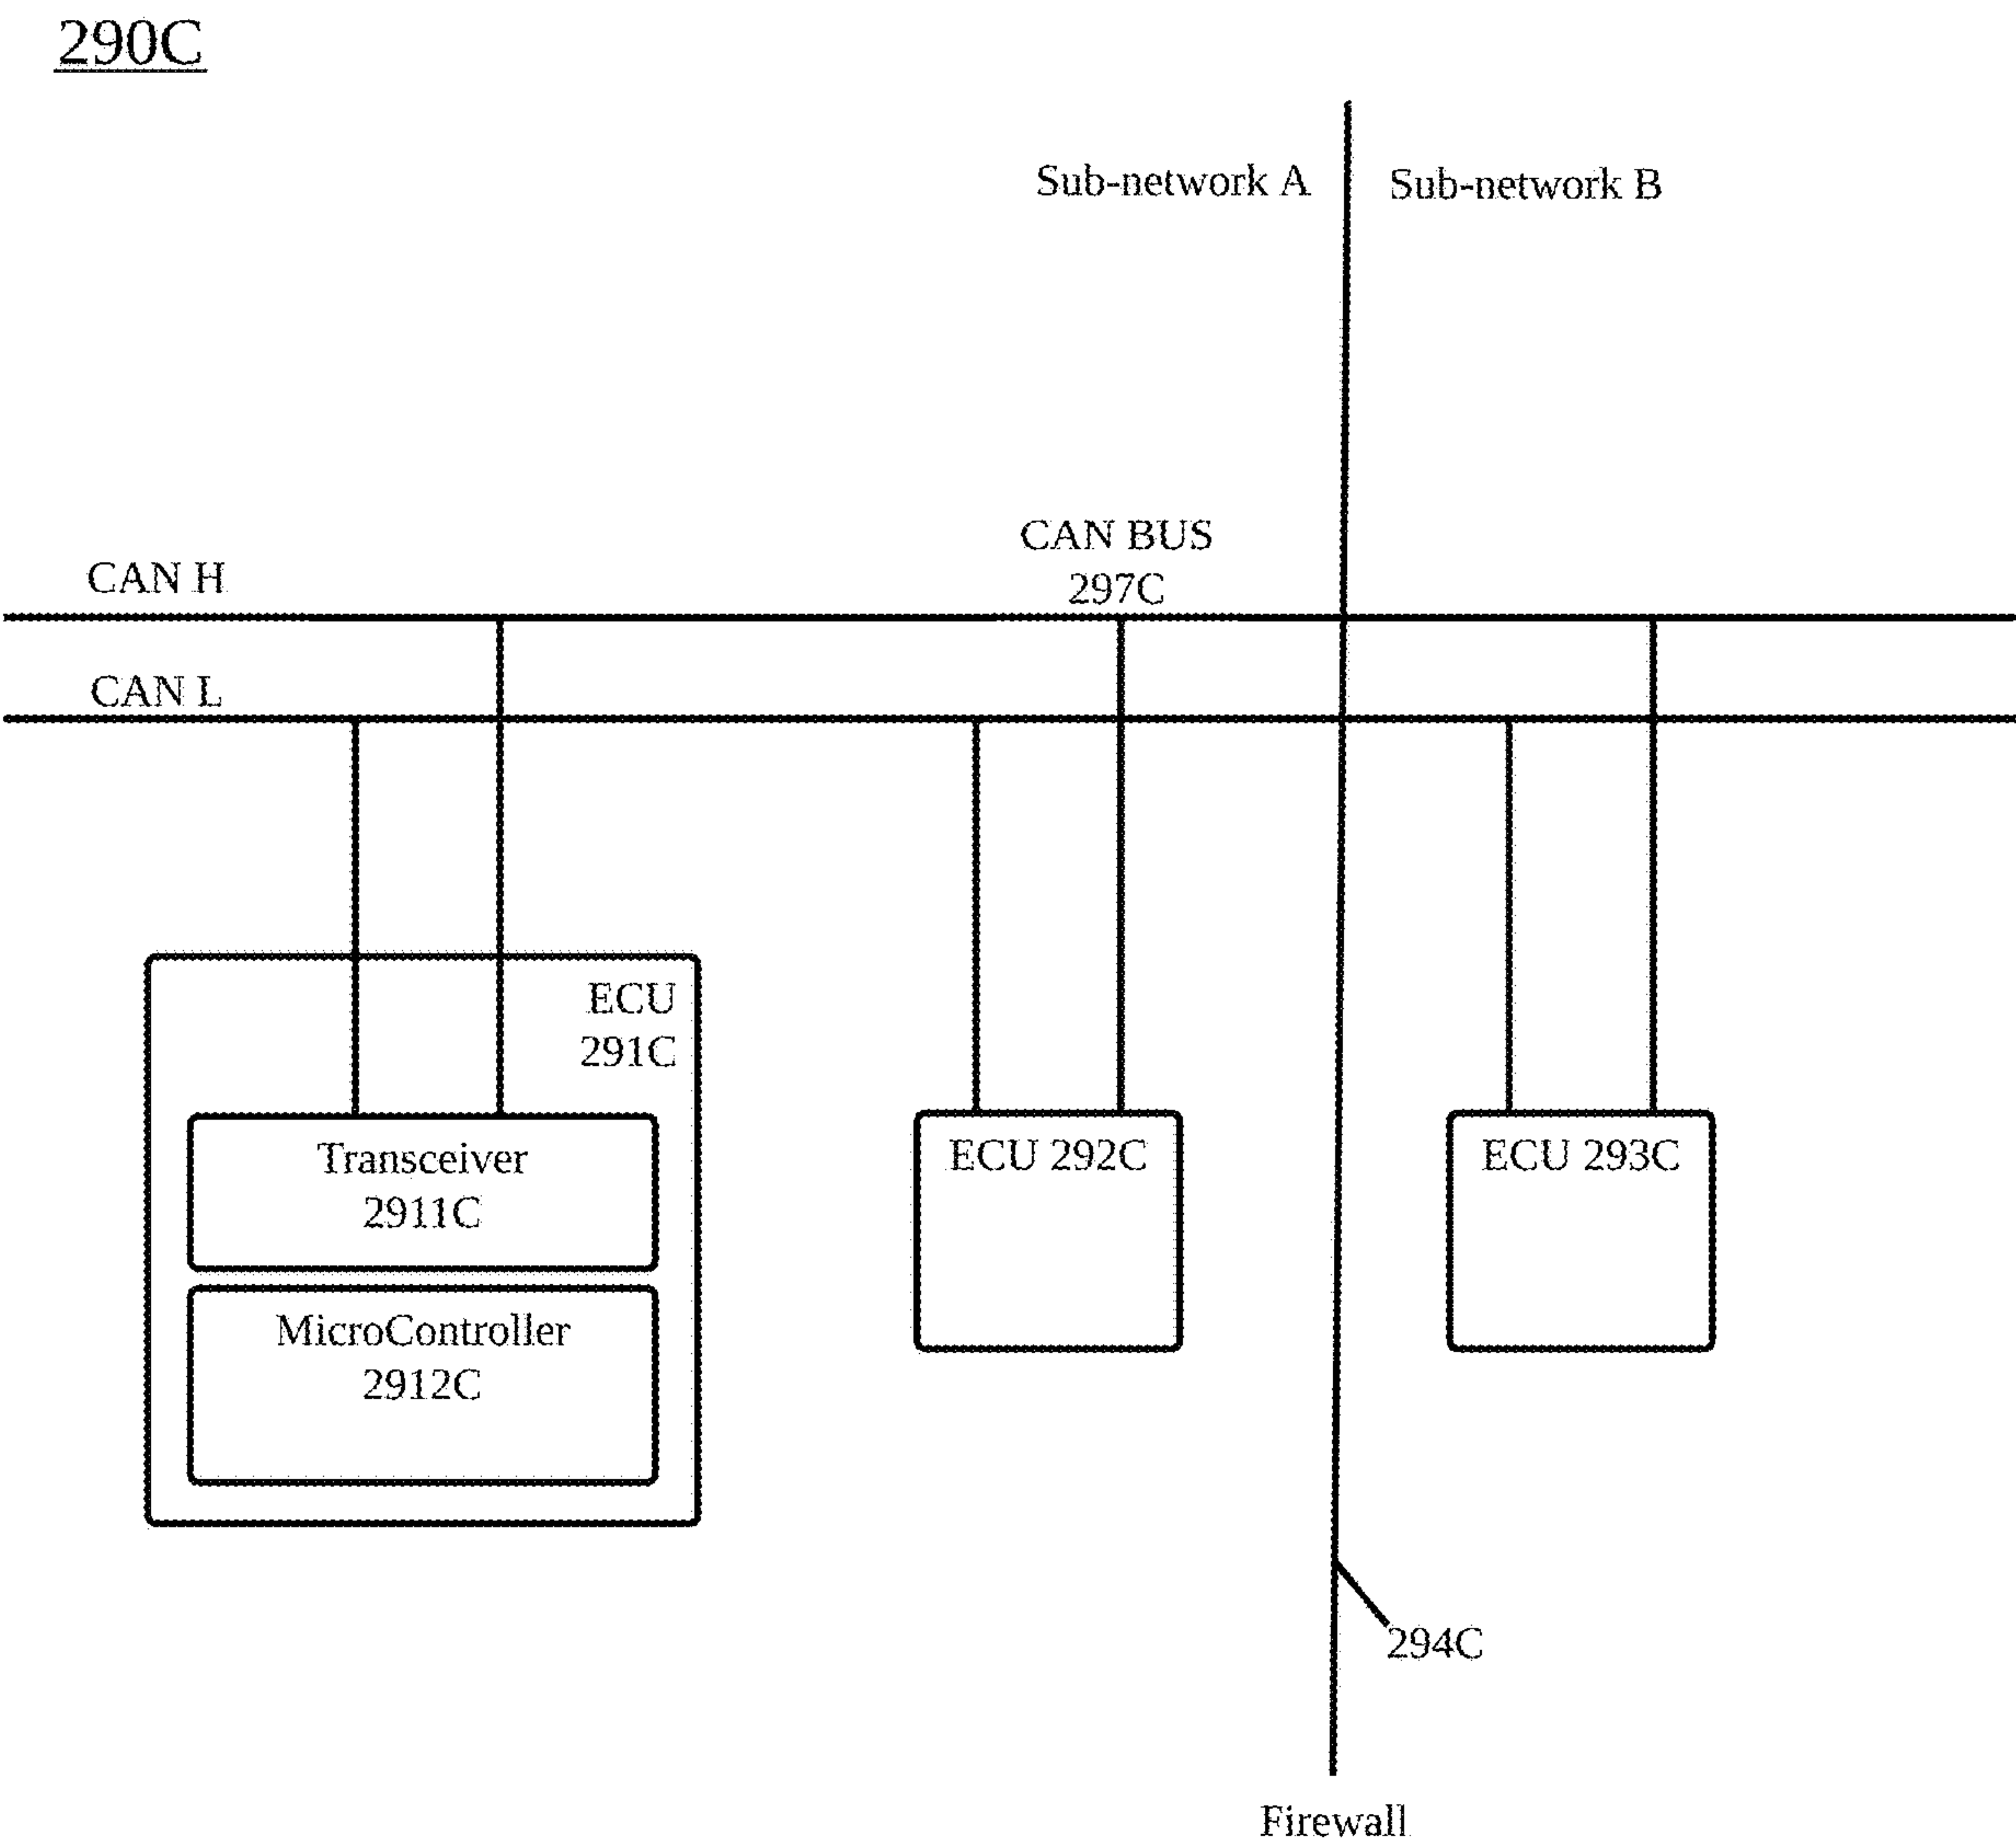 290C
Sub-network A
Sub-network B
CAN BUS
297C
CAN H
CAN L
ECU
291C
Transceiver
2911C
MicroController
2912C
ECU 292C
ECU 293C
294C
Firewall